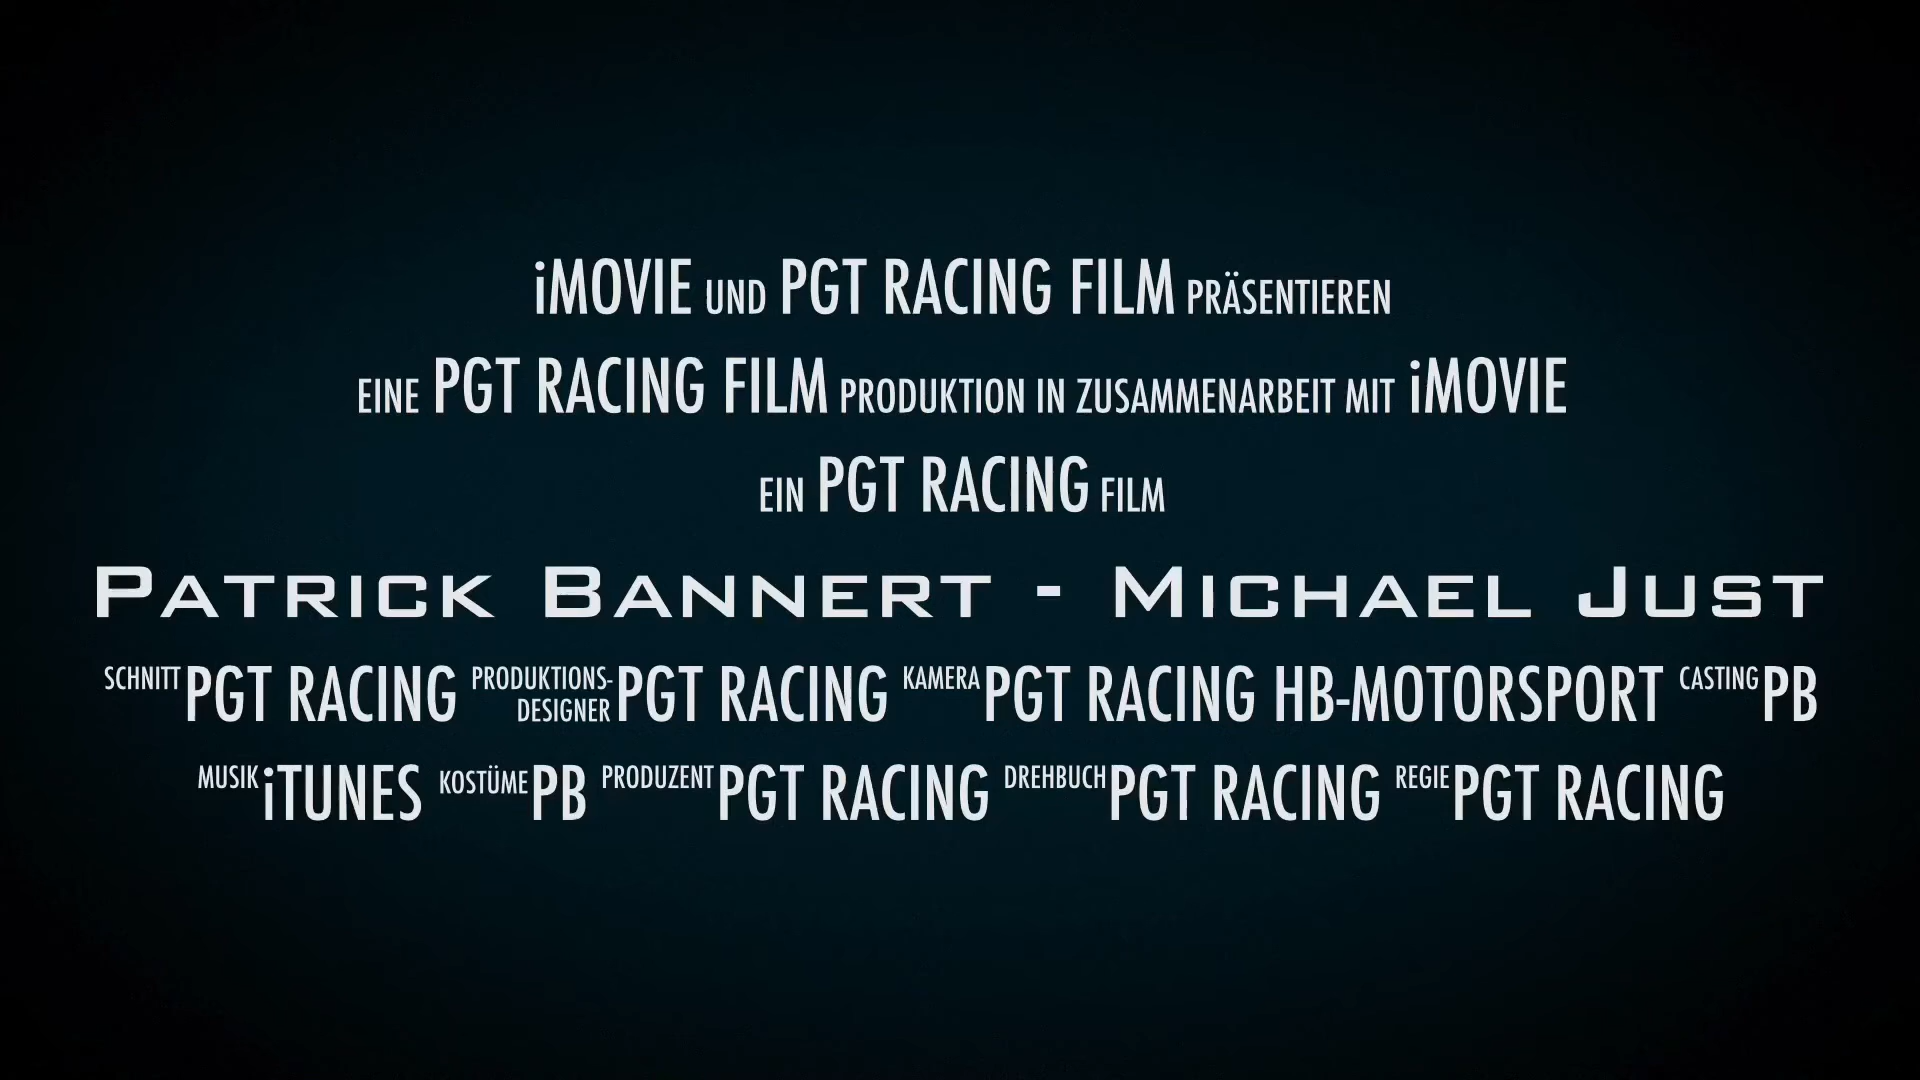 iMOVIE UND PGT RACING FILM PRÄSENTIEREN
EINE PGT RACING FILM PRODUKTION IN ZUSAMMENARBEIT MIT iMOVIE
EIN PGT RACING FILM
PATRICK BANNERT - MICHAEL JUST
SCHNITT PGT RACING PRODUKTIONS-DESIGNER PGT RACING KAMERA PGT RACING HB-MOTORSPORT CASTING PB
MUSIK iTUNES KOSTÜME PB PRODUZENT PGT RACING DREHBUCH PGT RACING REGIE PGT RACING